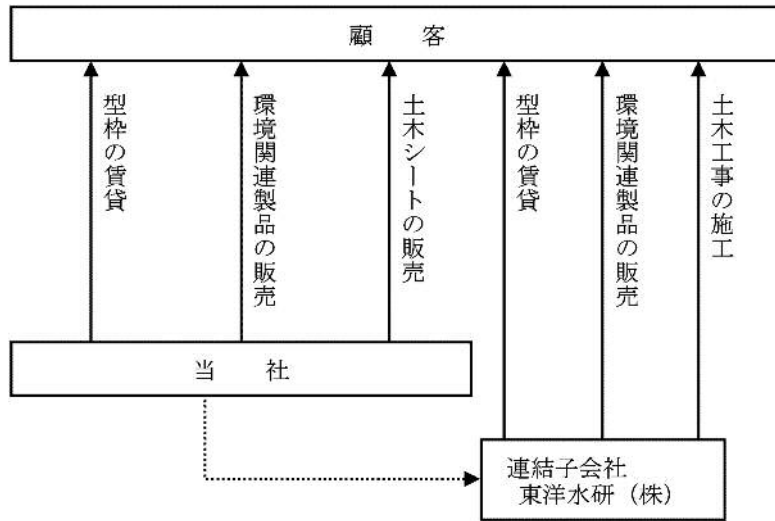 顧　客
型枠の賃貸
環境関連製品の販売
土木シートの販売
型枠の賃貸
環境関連製品の販売
土木工事の施工
当　社
連結子会社
東洋水研（株）